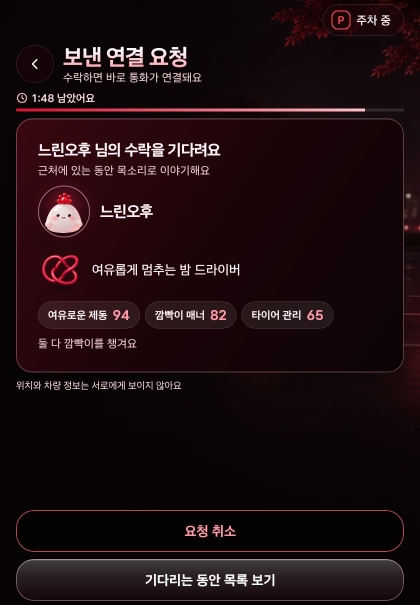 P 주차 중
보낸 연결 요청
수락하면 바로 통화가 연결돼요
1:48 남았어요
느린오후 님의 수락을 기다려요
근처에 있는 동안 목소리로 이야기해요
느린오후
여유롭게 멈추는 밤 드라이버
여유로운 제동 94 깜빡이 매너 82 타이어 관리 65
둘 다 깜빡이를 챙겨요
위치와 차량 정보는 서로에게 보이지 않아요
요청 취소
기다리는 동안 목록 보기